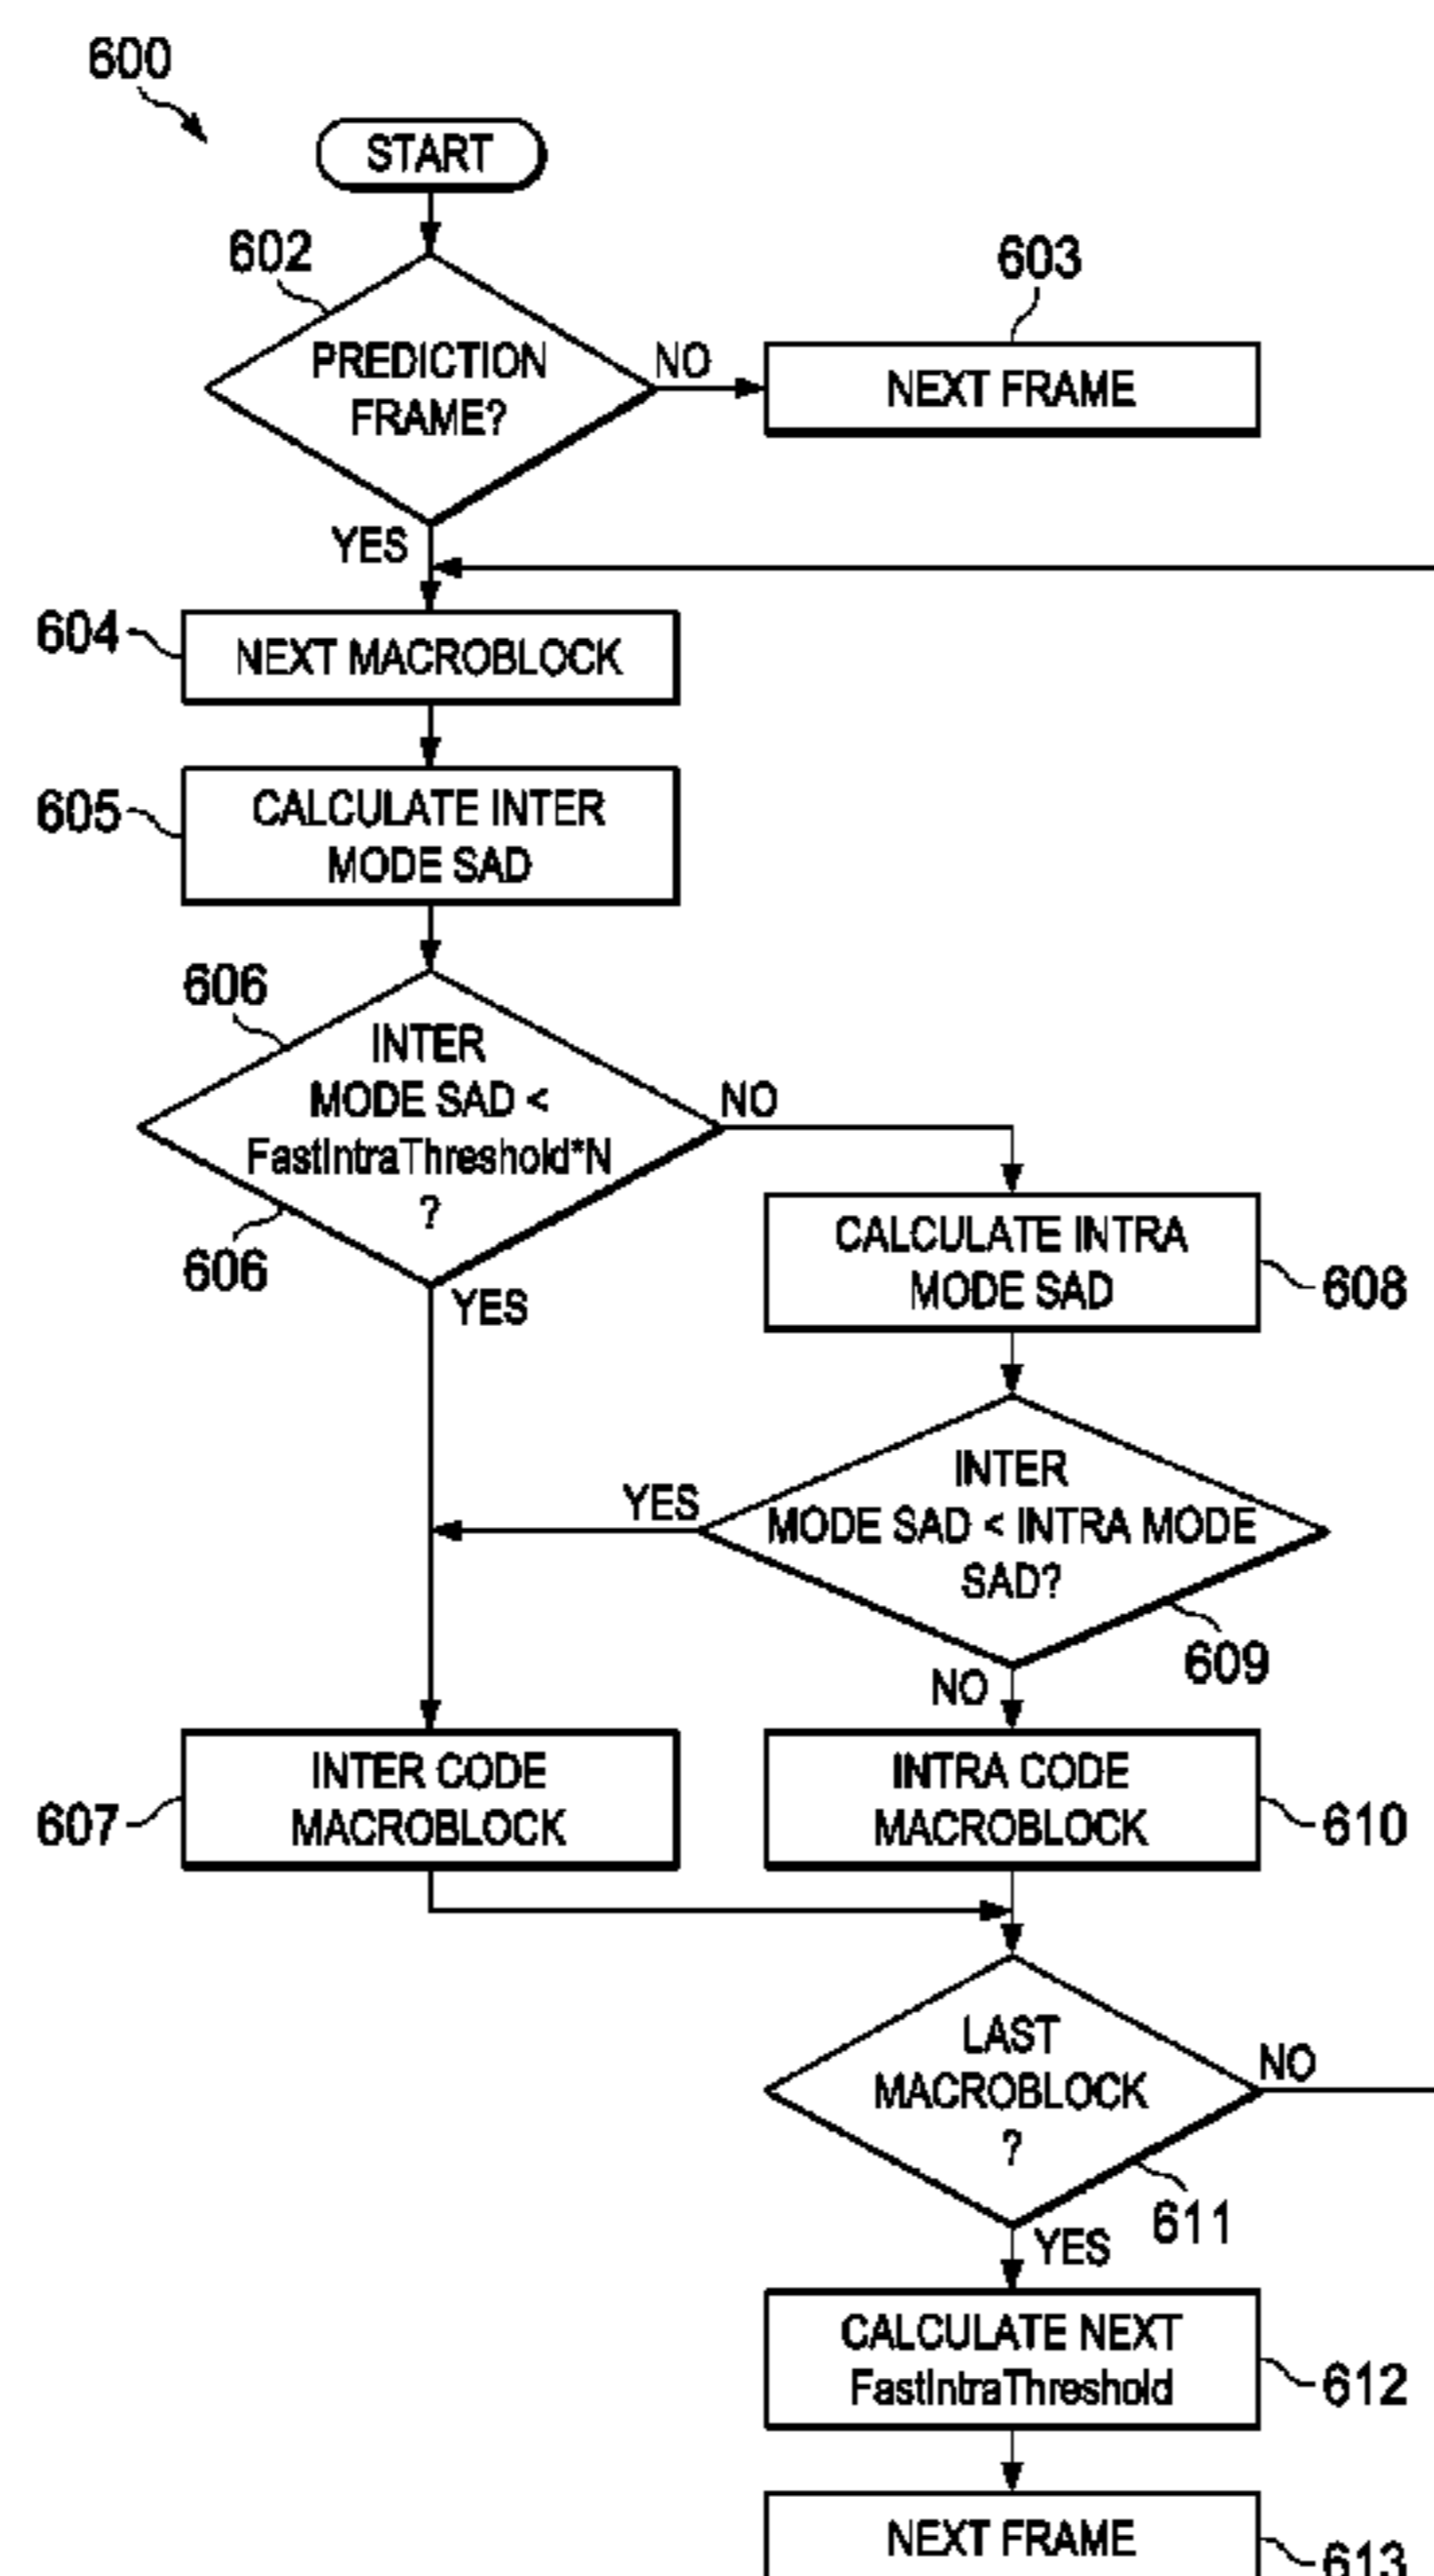 600
START
602
603
PREDICTION
FRAME?
NO
NEXT FRAME
YES
604
NEXT MACROBLOCK
605
CALCULATE INTER
MODE SAD
606
INTER
MODE SAD <
FastIntraThreshold*N
?
NO
606
YES
CALCULATE INTRA
MODE SAD
608
INTER
MODE SAD < INTRA MODE
SAD?
YES
609
NO
607
INTER CODE
MACROBLOCK
INTRA CODE
MACROBLOCK
610
LAST
MACROBLOCK
?
NO
611
YES
CALCULATE NEXT
FastIntraThreshold
612
NEXT FRAME
613